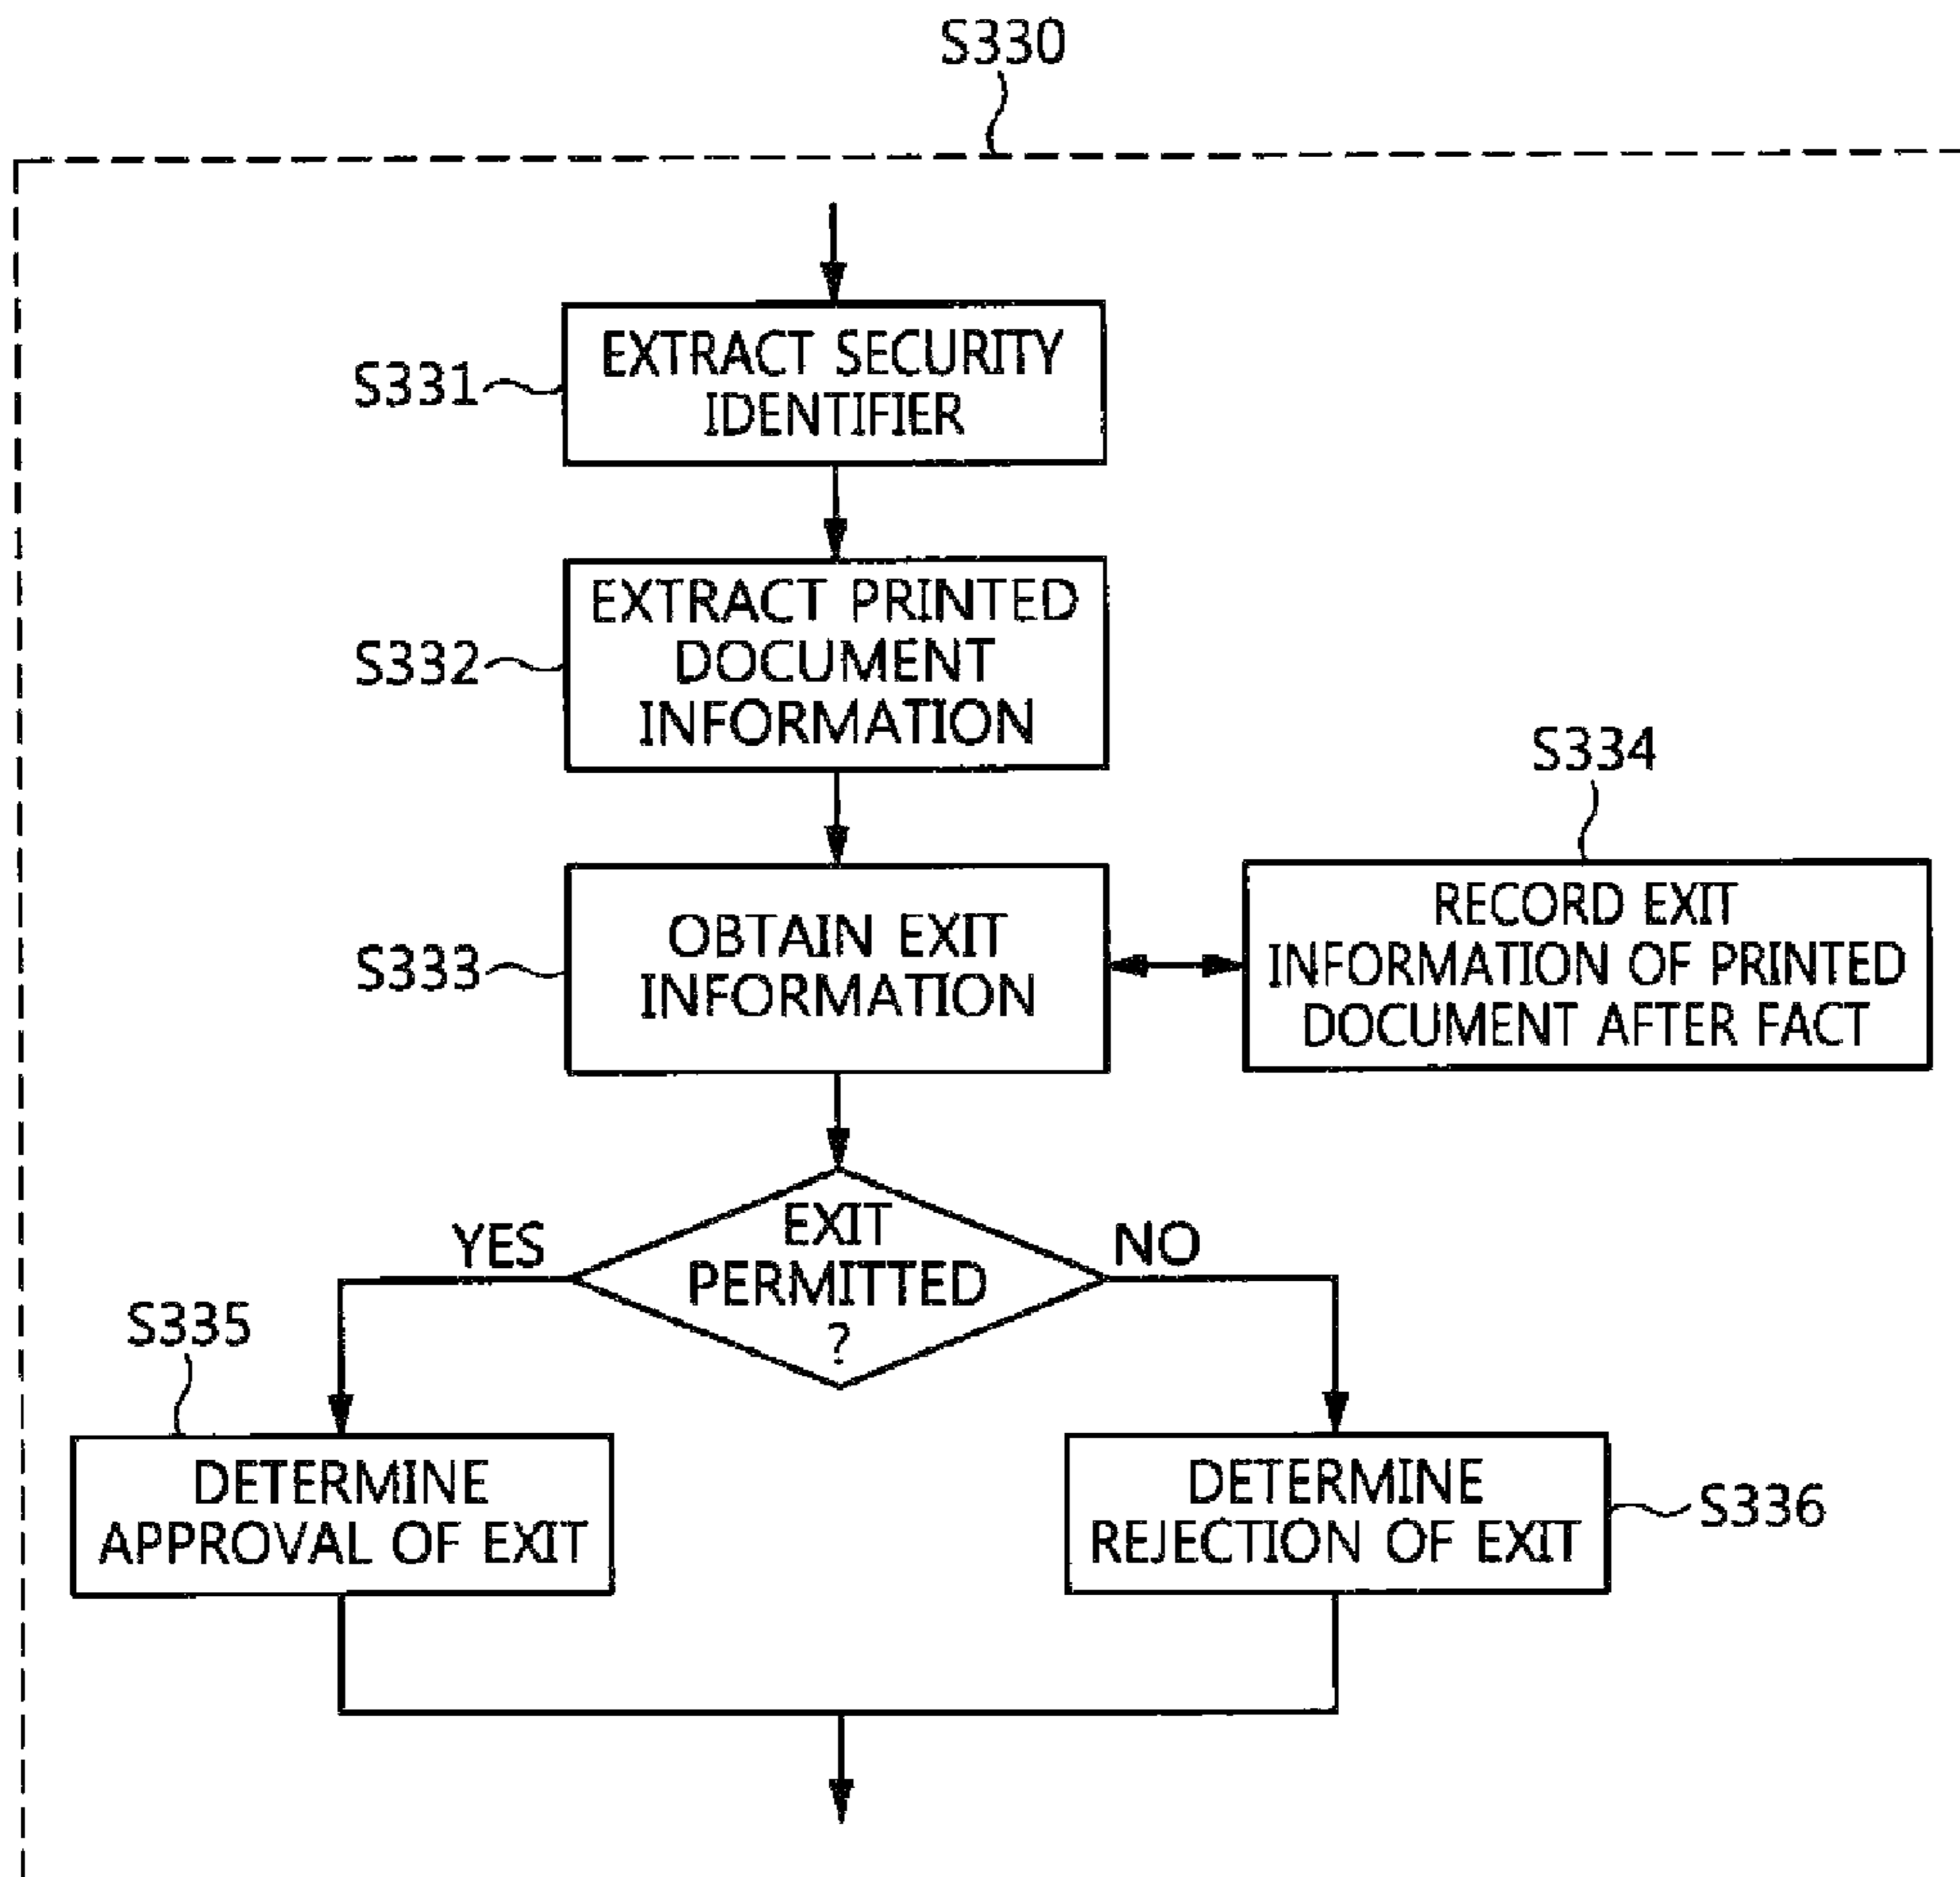 S330
S331
EXTRACT SECURITY
IDENTIFIER
S332
EXTRACT PRINTED
DOCUMENT
INFORMATION
S333
OBTAIN EXIT
INFORMATION
S334
RECORD EXIT
INFORMATION OF PRINTED
DOCUMENT AFTER FACT
YES
EXIT
PERMITTED
?
NO
S335
DETERMINE
APPROVAL OF EXIT
DETERMINE
REJECTION OF EXIT
S336